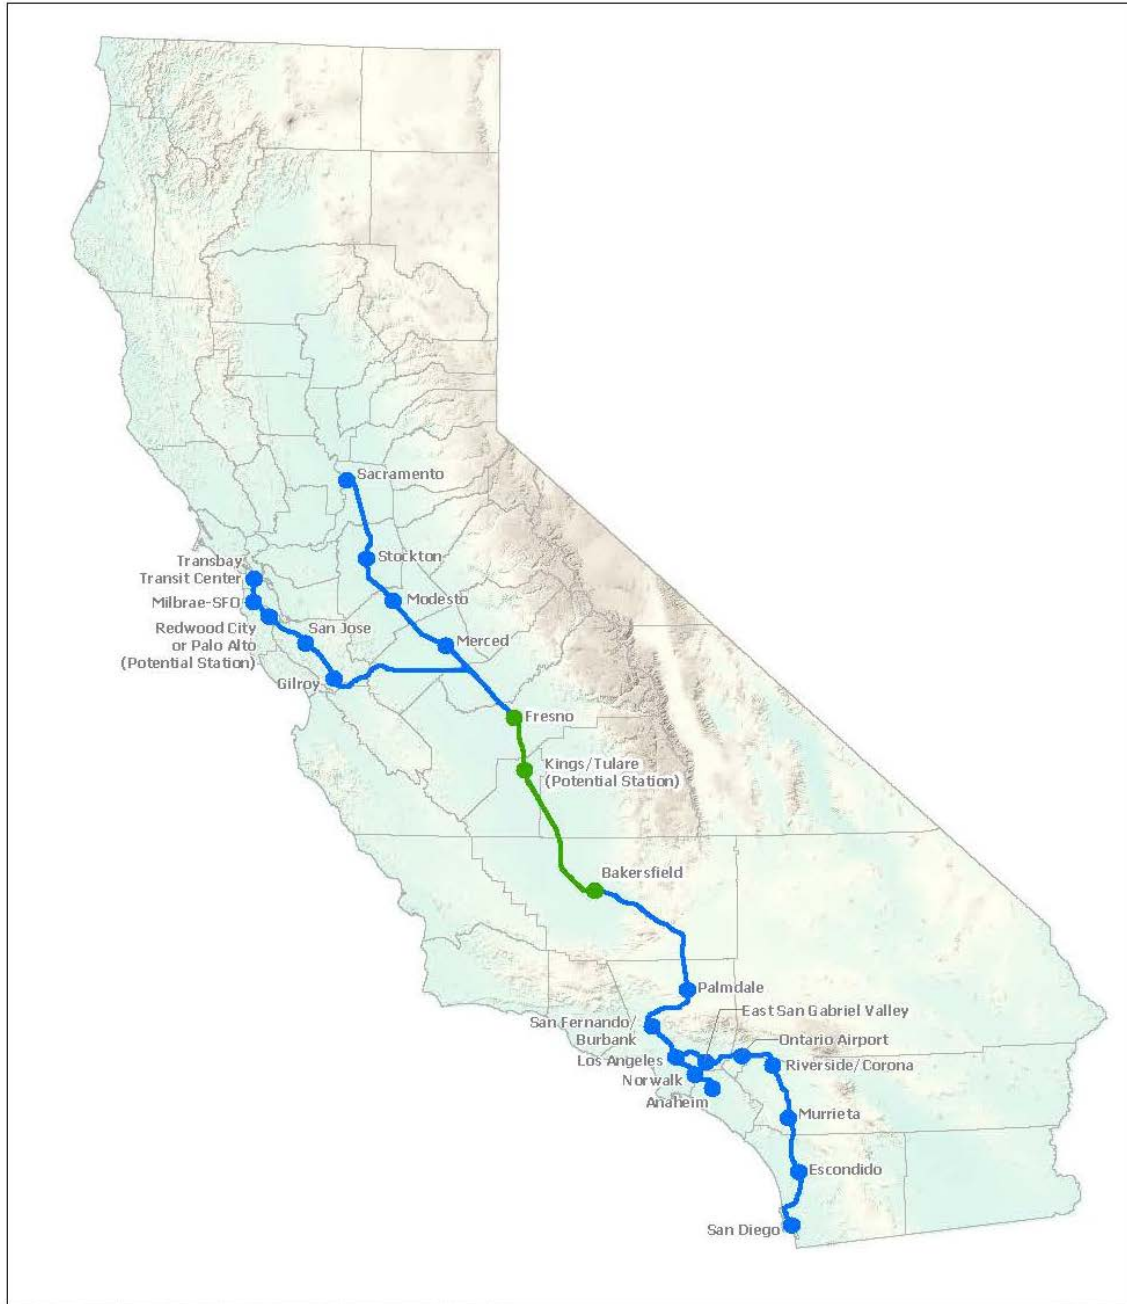 Sacramento
Stockton
Transbay
Transit Center
Modesto
Milbrae-SFO
Redwood City
or Palo Alto
(Potential Station)
San Jose
Merced
Gilroy
Fresno
Kings/Tulare
(Potential Station)
Bakersfield
Palmdale
East San Gabriel Valley
San Fernando/
Burbank
Ontario Airport
Los Angeles
Riverside/Corona
Norwalk
Anaheim
Murrieta
Escondido
San Diego